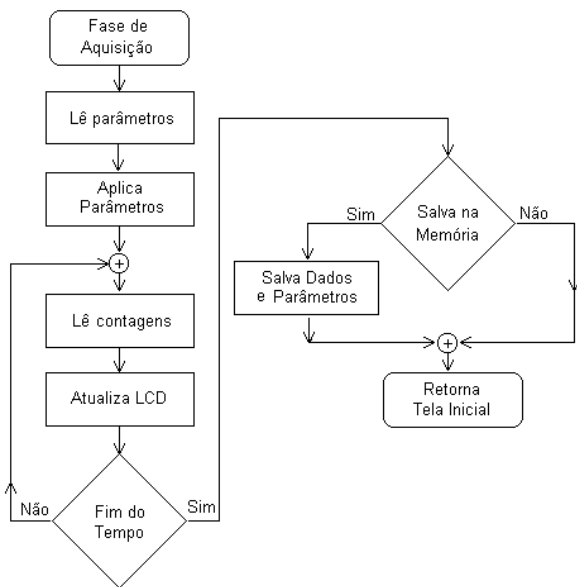 Fase de
Aquisição
Lê parâmetros
Aplica
Parâmetros
+
Lê contagens
Atualiza LCD
Não
Fim do
Tempo
Sim
Sim
Salva na
Memória
Não
Salva Dados
e Parâmetros
+
Retorna
Tela Inicial